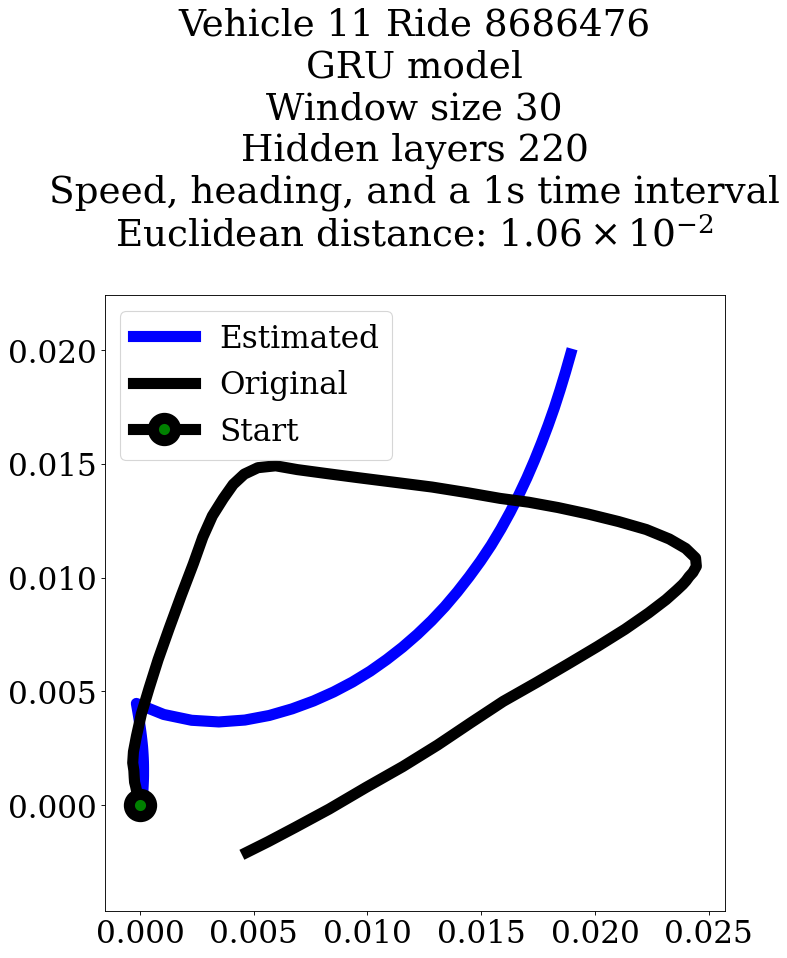 Vehicle 11 Ride 8686476
GRU model
Window size 30
Hidden layers 220
Speed, heading, and a 1s time interval
Euclidean distance: 1.06 × 10⁻²
Estimated
Original
Start
0.020
0.015
0.010
0.005
0.000
0.000 0.005 0.010 0.015 0.020 0.025